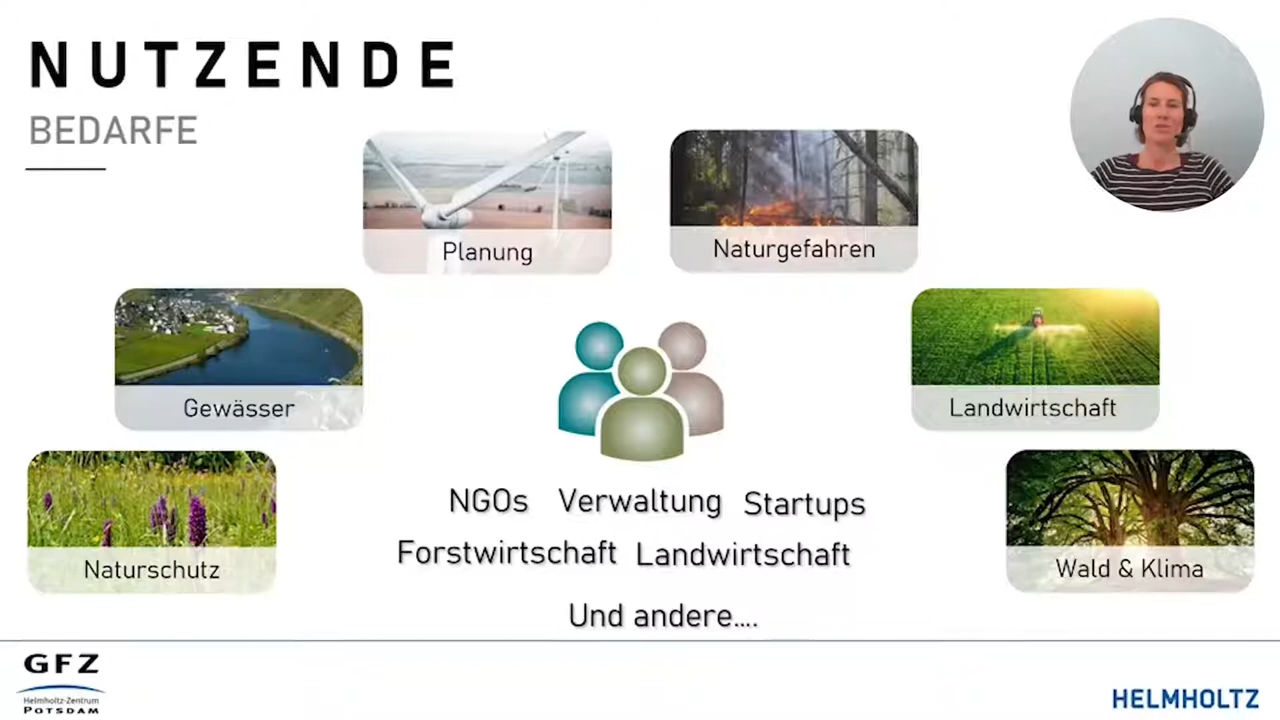 NUTZENDE
BEDARFE
Planung
Naturgefahren
Gewässer
Landwirtschaft
Naturschutz
Wald & Klima
NGOs Verwaltung Startups
Forstwirtschaft Landwirtschaft
Und andere....
GFZ
Helmholtz-Zentrum
POTSDAM
HELMHOLTZ